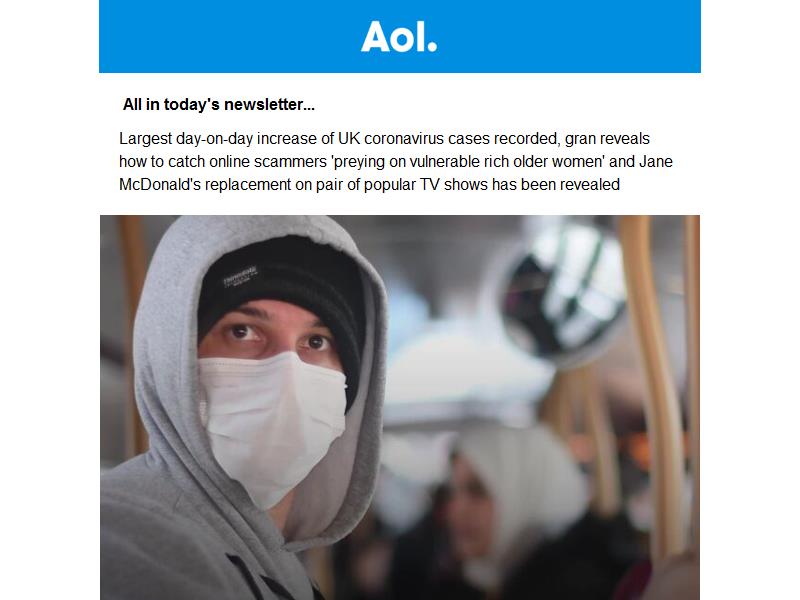 Aol.
All in today's newsletter...
Largest day-on-day increase of UK coronavirus cases recorded, gran reveals
how to catch online scammers 'preying on vulnerable rich older women' and Jane
McDonald's replacement on pair of popular TV shows has been revealed